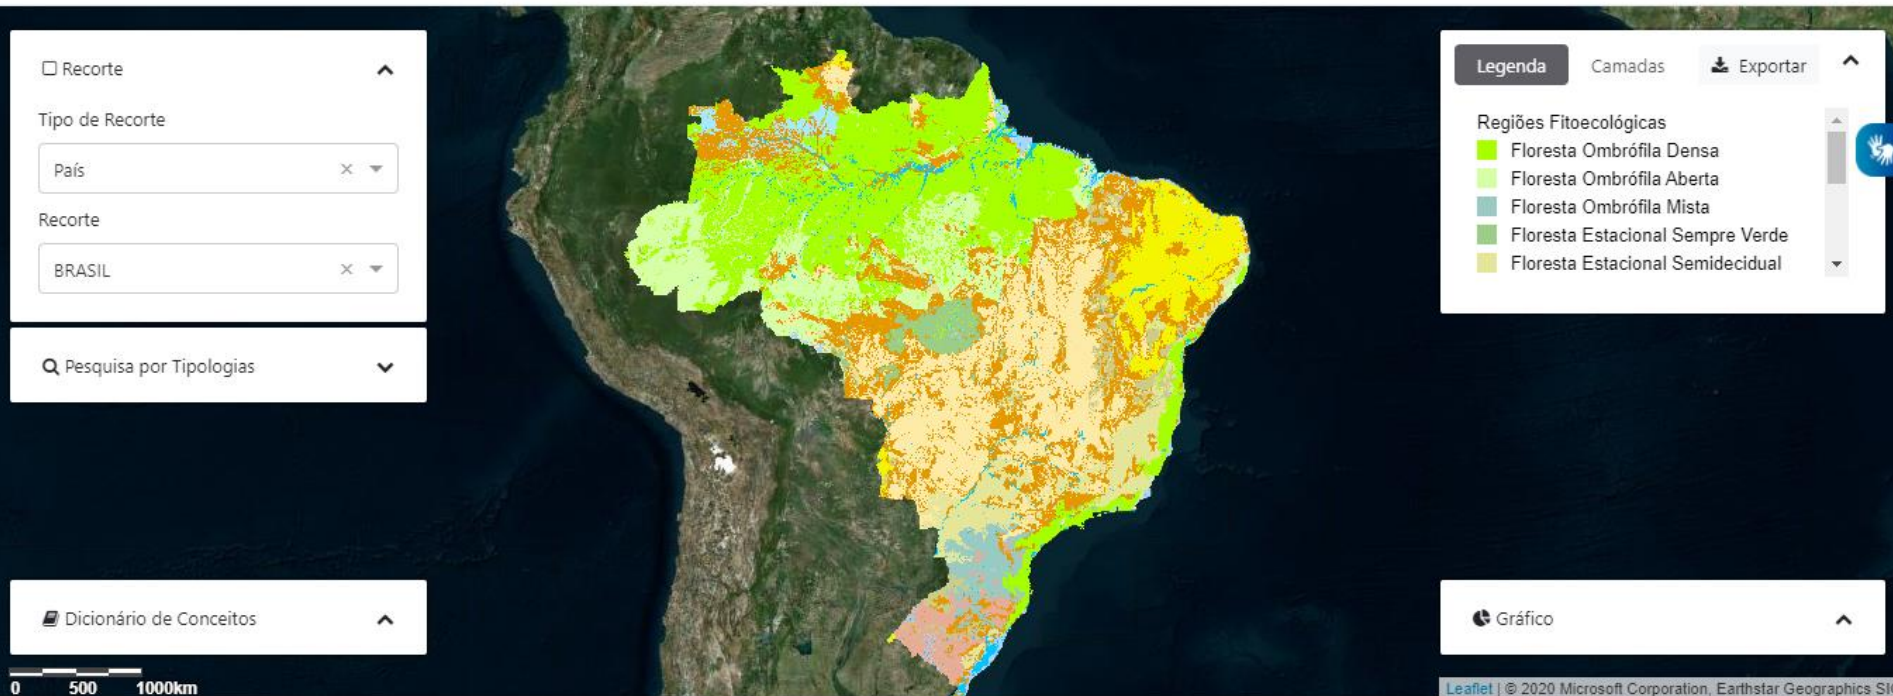 Recorte
Tipo de Recorte
País
Recorte
BRASIL
Pesquisa por Tipologias
Dicionário de Conceitos
0 500 1000km
Legenda Camadas Exportar
Regiões Fitoecológicas
Floresta Ombrófila Densa
Floresta Ombrófila Aberta
Floresta Ombrófila Mista
Floresta Estacional Sempre Verde
Floresta Estacional Semidecidual
Gráfico
Leaflet | © 2020 Microsoft Corporation, Earthstar Geographics SI